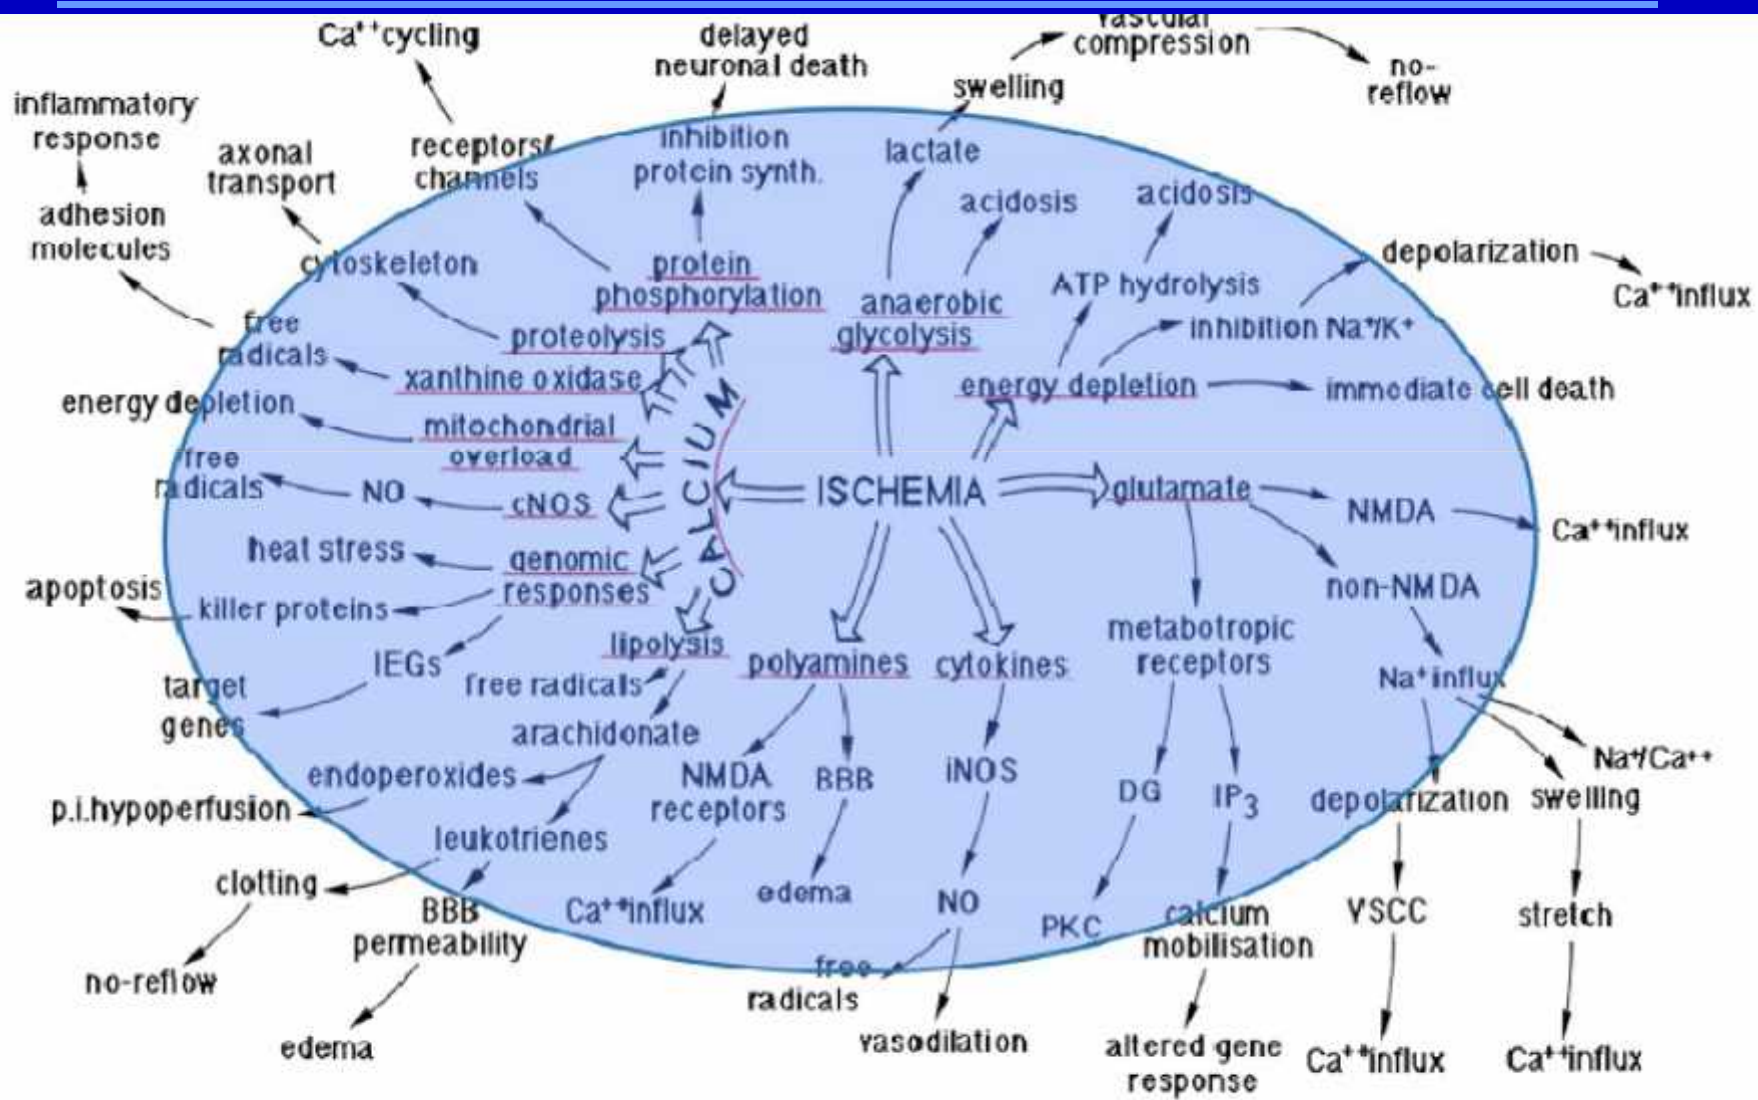 Ca⁺⁺cycling
delayed
neuronal death
vascular
compression
no-
reflow
swelling
inflammatory
response
axonal
transport
receptors/
channels
inhibition
protein synth.
lactate
acidosis
acidosis
adhesion
molecules
cytoskeleton
protein
phosphorylation
anaerobic
glycolysis
ATP hydrolysis
depolarization
Ca⁺⁺influx
free
radicals
proteolysis
inhibition Na⁺/K⁺
xanthine oxidase
energy depletion
immediate cell death
energy depletion
mitochondrial
overload
CALCIUM
free
radicals
NO
cNOS
ISCHEMIA
glutamate
NMDA
Ca⁺⁺influx
heat stress
genomic
responses
apoptosis
killer proteins
non-NMDA
lipolysis
polyamines
cytokines
metabotropic
receptors
IEGs
free radicals
Na⁺influx
target
genes
arachidonate
endoperoxides
NMDA
receptors
BBB
iNOS
DG
IP₃
depolarization
swelling
Na⁺/Ca⁺⁺
p.i.hypoperfusion
leukotrienes
clotting
BBB
permeability
Ca⁺⁺influx
edema
NO
PKC
calcium
mobilisation
VSCC
stretch
no-reflow
free
radicals
edema
vasodilation
altered gene
response
Ca⁺⁺influx
Ca⁺⁺influx